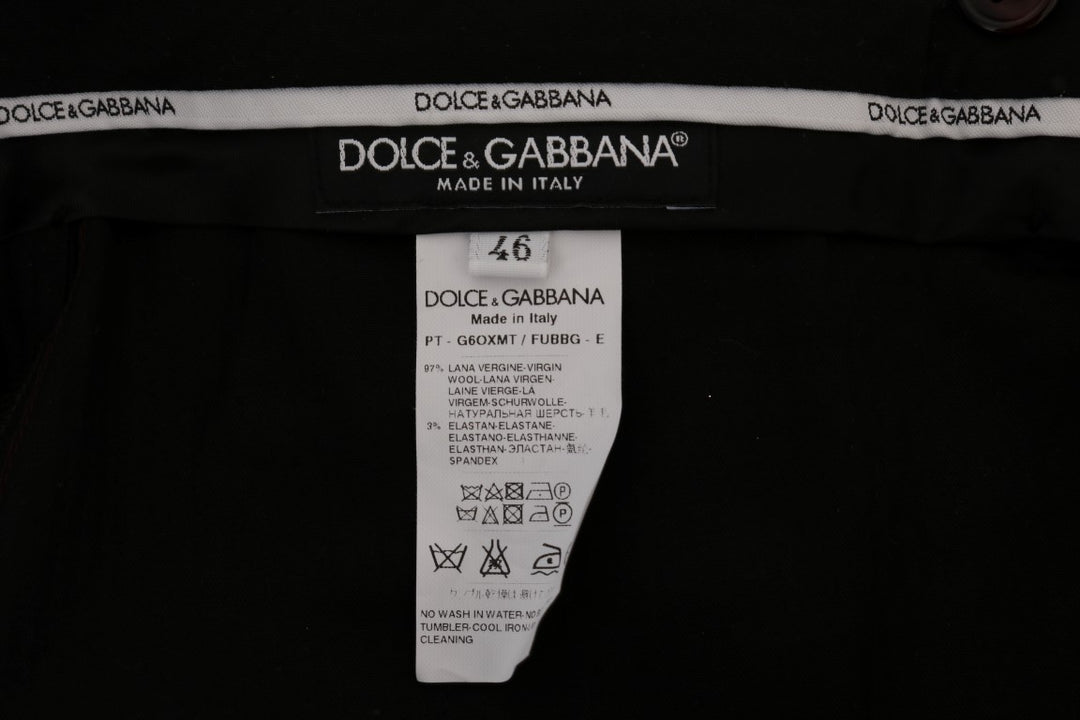 DOLCE&GABBANA DOLCE&GABBANA DOLCE&GABBANA
DOLCE&GABBANA®
MADE IN ITALY
46
DOLCE&GABBANA
Made in Italy
PT - G6OXMT / FUBBG - E
97% LANA VERGINE-VIRGIN
WOOL-LANA VIRGEN-
LAINE VIERGE-LA
VIRGEM-SCHURWOLLE-
НАТУРАЛЬНАЯ ШЕРСТЬ-羊毛
3% ELASTAN-ELASTANE-
ELASTANO-ELASTHANNE-
ELASTHAN-ЭЛАСТАН-
SPANDEX
P
P
NO WASH IN WATER-NO
TUMBLER-COOL IRON
CLEANING